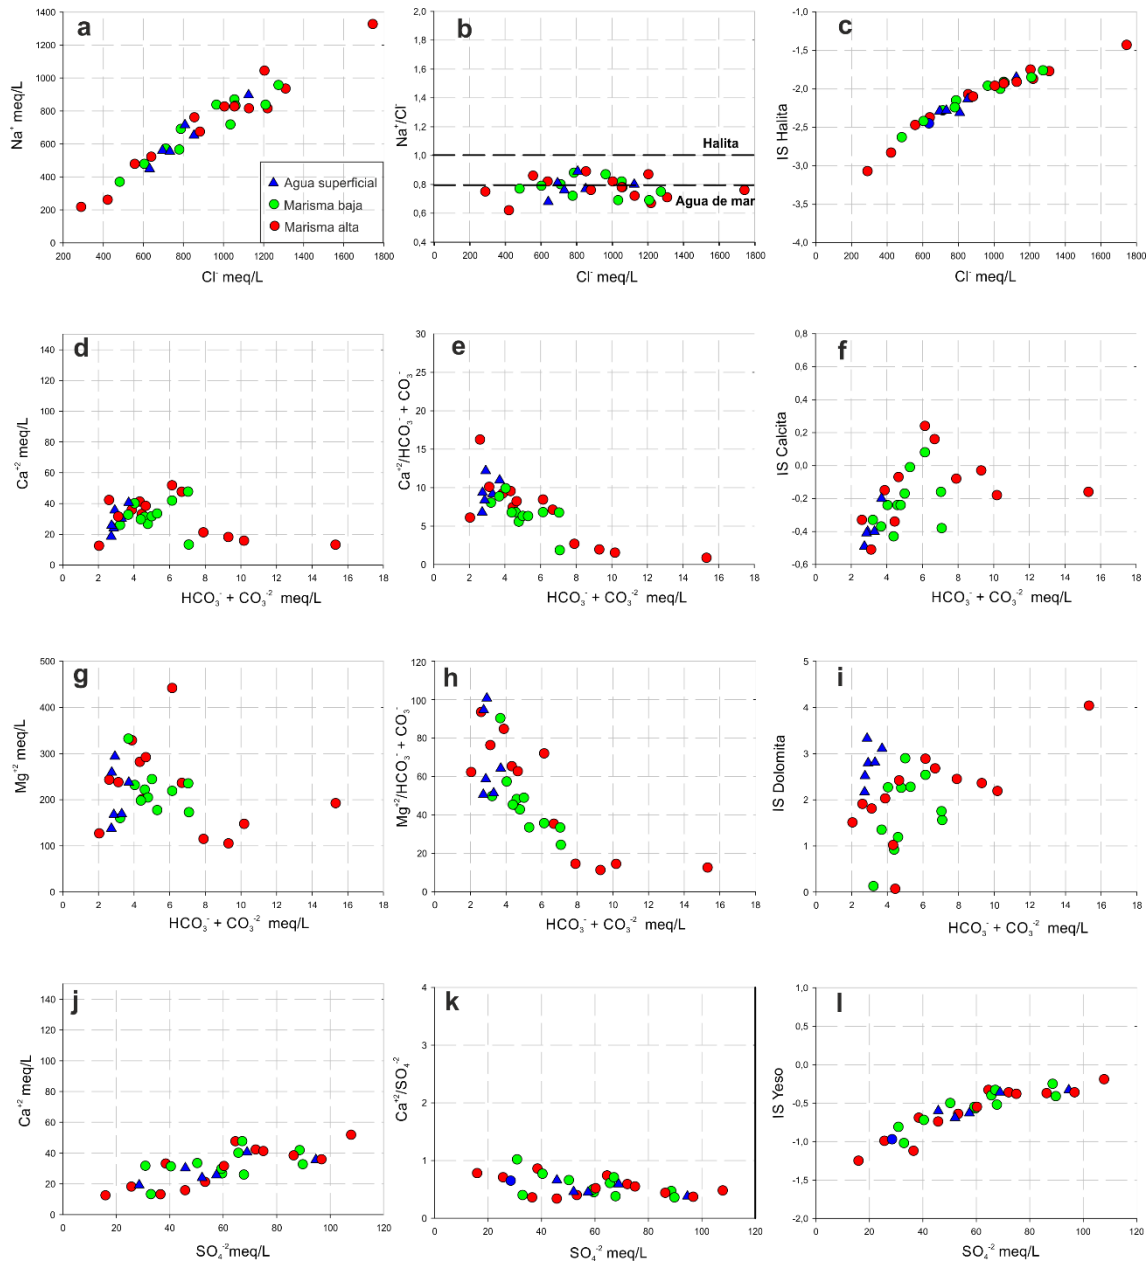 a
Na⁺ meq/L
1400
1200
1000
800
600
400
200
0
200 400 600 800 1000 1200 1400 1600 1800
Cl⁻ meq/L
Agua superficial
Marisma baja
Marisma alta
b
Na⁺/Cl⁻
1,4
1,2
1,0
0,8
0,6
0,4
0,2
0 200 400 600 800 1000 1200 1400 1600 1800
Cl⁻ meq/L
Halita
Agua de mar
c
IS Halita
-1,0
-1,5
-2,0
-2,5
-3,0
-3,5
-4,0
0 200 400 600 800 1000 1200 1400 1600 1800
Cl⁻ meq/L
d
Ca⁺² meq/L
140
120
100
80
60
40
20
0
0 2 4 6 8 10 12 14 16 18
HCO₃⁻ + CO₃⁻² meq/L
e
Ca⁺²/HCO₃⁻ + CO₃⁻
30
25
20
15
10
5
0
0 2 4 6 8 10 12 14 16 18
HCO₃⁻ + CO₃⁻² meq/L
f
IS Calcita
0,8
0,6
0,4
0,2
0,0
-0,2
-0,4
-0,6
0 2 4 6 8 10 12 14 16 18
HCO₃⁻ + CO₃⁻² meq/L
g
Mg⁺² meq/L
500
400
300
200
100
0
0 2 4 6 8 10 12 14 16 18
HCO₃⁻ + CO₃⁻² meq/L
h
Mg⁺²/HCO₃⁻ + CO₃⁻
120
100
80
60
40
20
0
0 2 4 6 8 10 12 14 16 18
HCO₃⁻ + CO₃⁻² meq/L
i
IS Dolomita
5
4
3
2
1
0
0 2 4 6 8 10 12 14 16 18
HCO₃⁻ + CO₃⁻² meq/L
j
Ca⁺² meq/L
140
120
100
80
60
40
20
0
0 20 40 60 80 100 120
SO₄⁻²meq/L
k
Ca⁺²/SO₄⁻²
4
3
2
1
0
0 20 40 60 80 100 120
SO₄⁻² meq/L
l
IS Yeso
1,0
0,5
0,0
-0,5
-1,0
-1,5
-2,0
0 20 40 60 80 100 120
SO₄⁻² meq/L